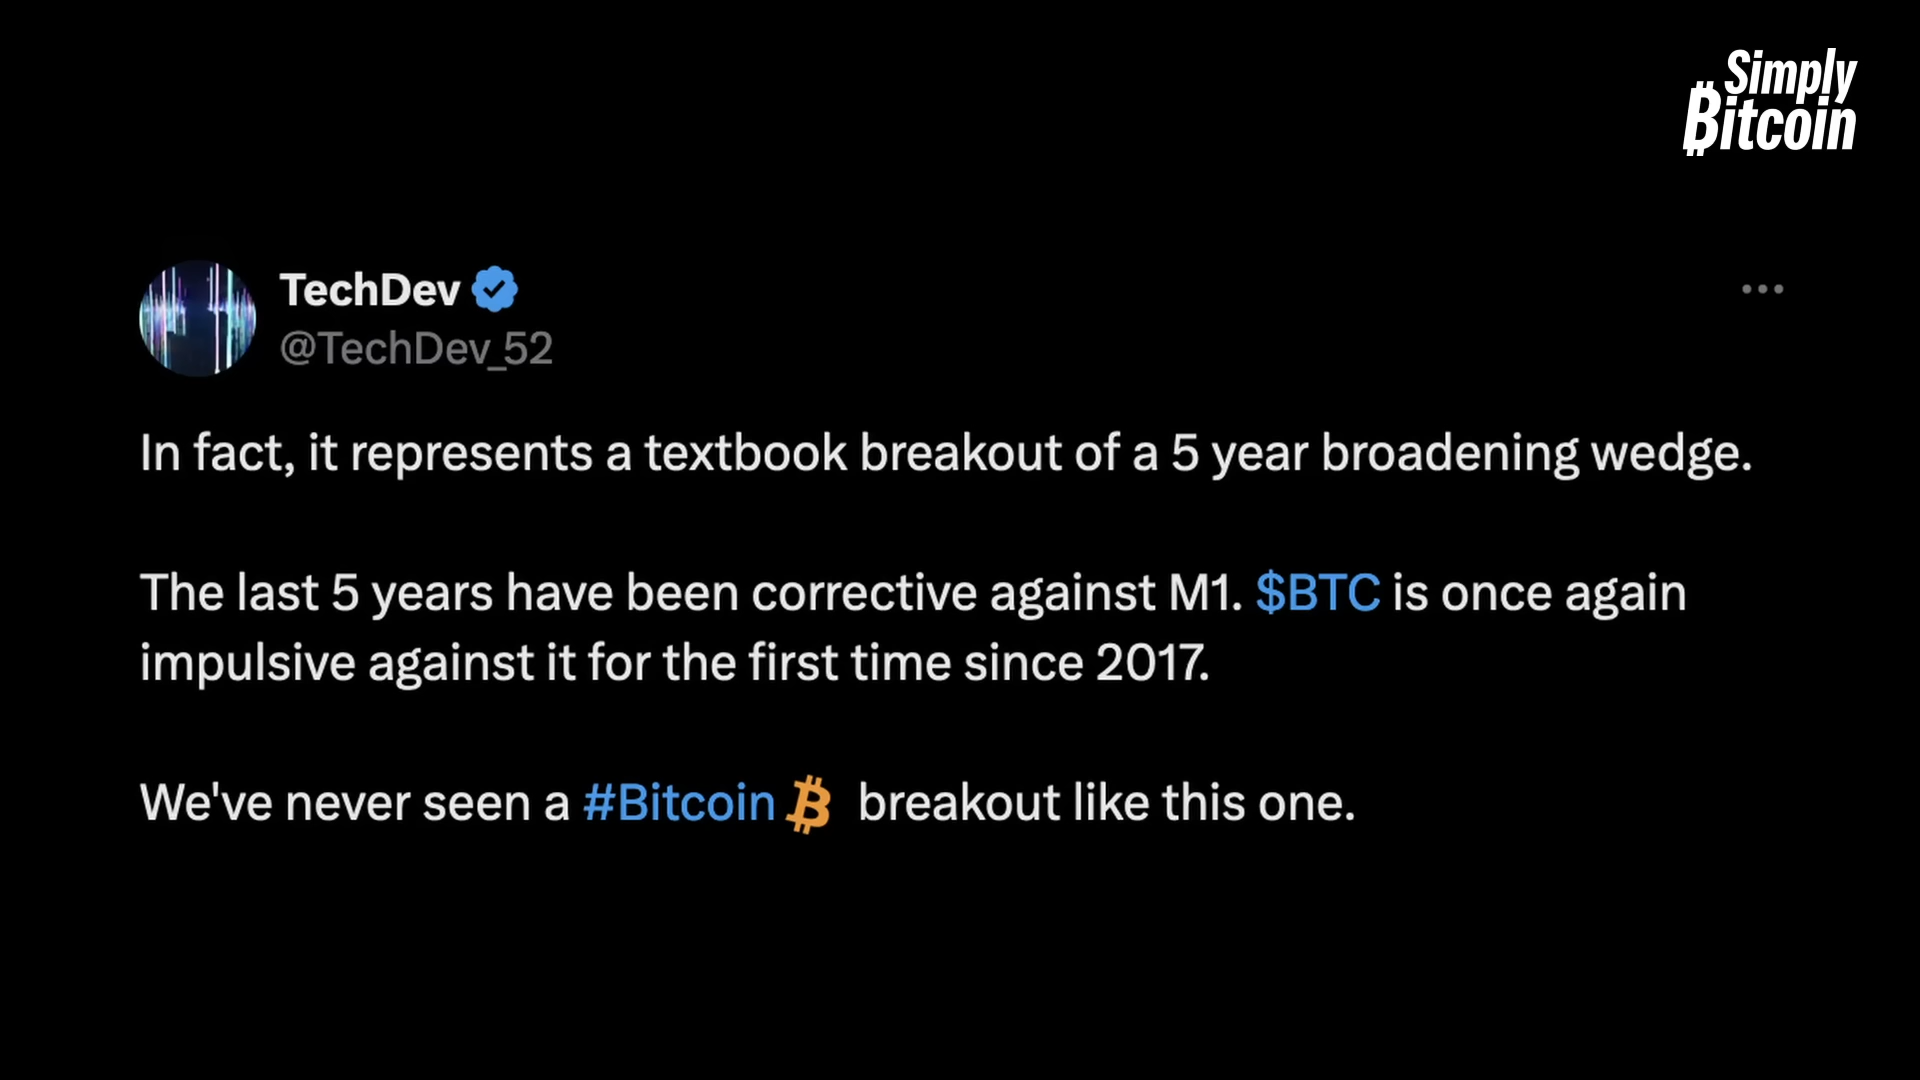 Simply
Bitcoin
TechDev
@TechDev_52
In fact, it represents a textbook breakout of a 5 year broadening wedge.
The last 5 years have been corrective against M1. $BTC is once again
impulsive against it for the first time since 2017.
We've never seen a #Bitcoin₿ breakout like this one.